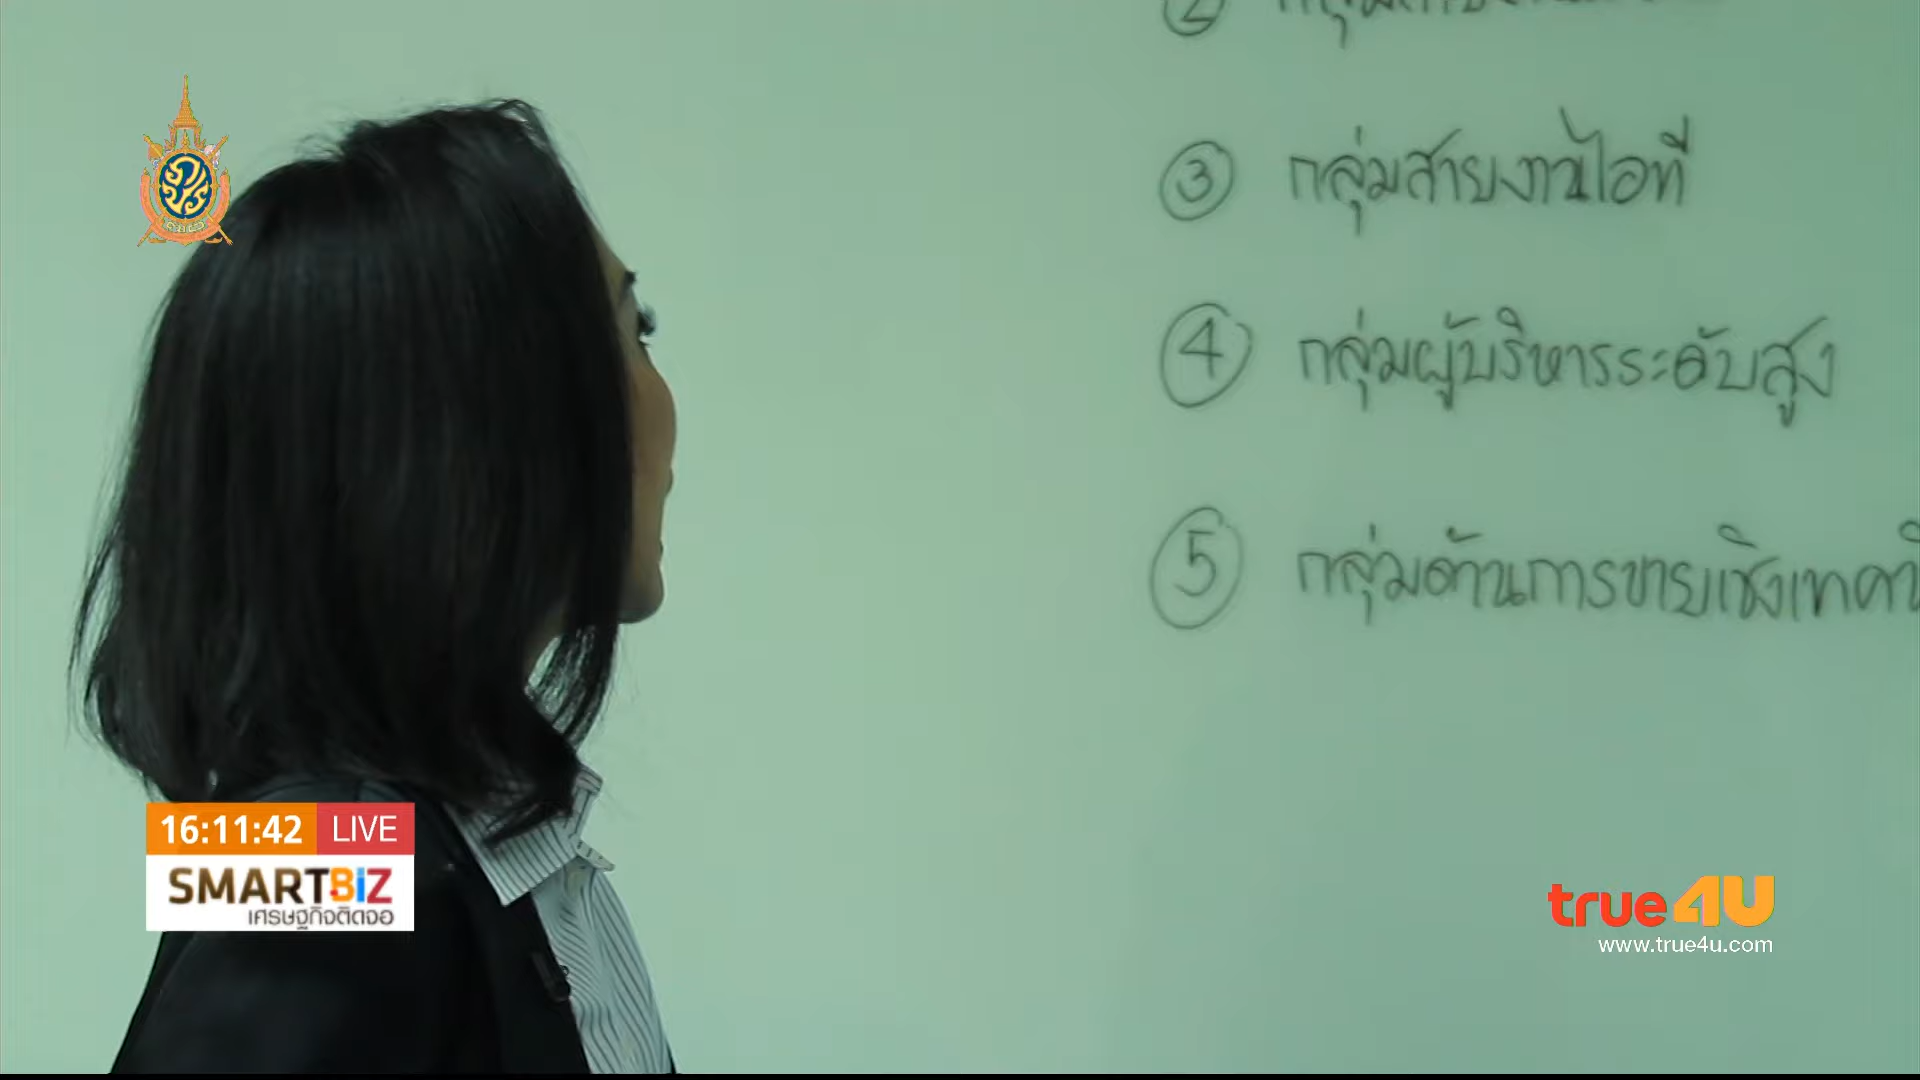 ②
③ กลุ่มสายงานไอที
④ กลุ่มผู้บริหารระดับสูง
⑤ กลุ่มด้านการขายเชิงเทคนิ
16:11:42 LIVE
SMARTBIZ
เศรษฐกิจติดจอ
true4U
www.true4u.com